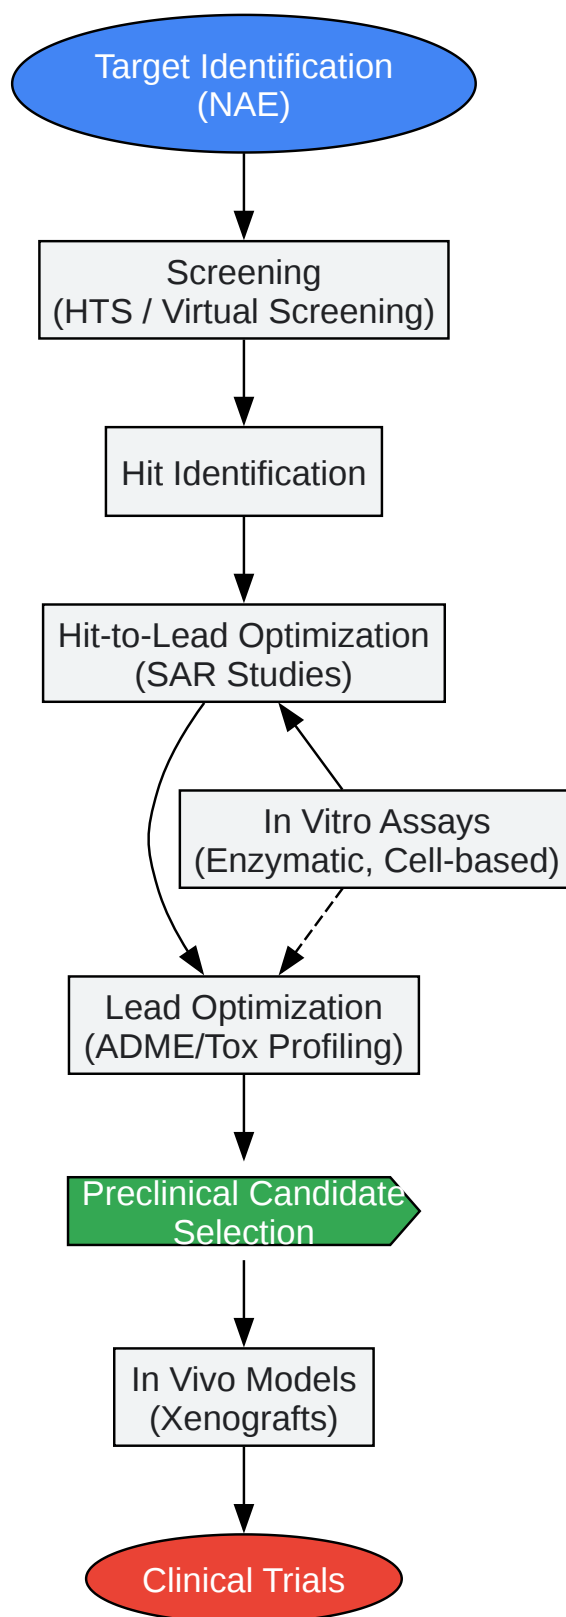 Target Identification
(NAE)
Screening
(HTS / Virtual Screening)
Hit Identification
Hit-to-Lead Optimization
(SAR Studies)
In Vitro Assays
(Enzymatic, Cell-based)
Lead Optimization
(ADME/Tox Profiling)
Preclinical Candidate
Selection
In Vivo Models
(Xenografts)
Clinical Trials